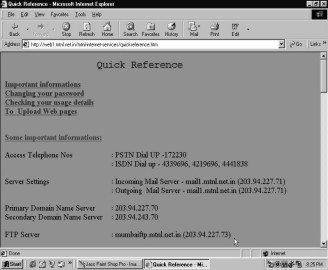 Quick Reference - Microsoft Internet Explorer
File Edit View Favorites Tools Help
Back Stop Refresh Home Search Favorites History Mail Print Edit
Address http://web1.mtnl.net.in/mtnl/internet-services/quickreference.htm Go Links
Quick Reference
Important informations
Changing your password
Checking your usage details
To Upload Web pages
Some important informations:
Access Telephone Nos : PSTN Dial UP -172230
: ISDN Dial up - 4339696, 4219696, 4441838
Server Settings : Incoming Mail Server - mail1.mtnl.net.in (203.94.227.71)
: Outgoing Mail Server - mail1.mtnl.net.in (203.94.227.71)
Primary Domain Name Server : 203.94.227.70
Secondary Domain Name Server : 203.94.243.70
FTP Server : mumbaiftp.mtnl.net.in (203.94.227.73)
Done Internet
Start Jasc Paint Shop Pro - Ima... Quick Reference - Mi... 8:25 PM